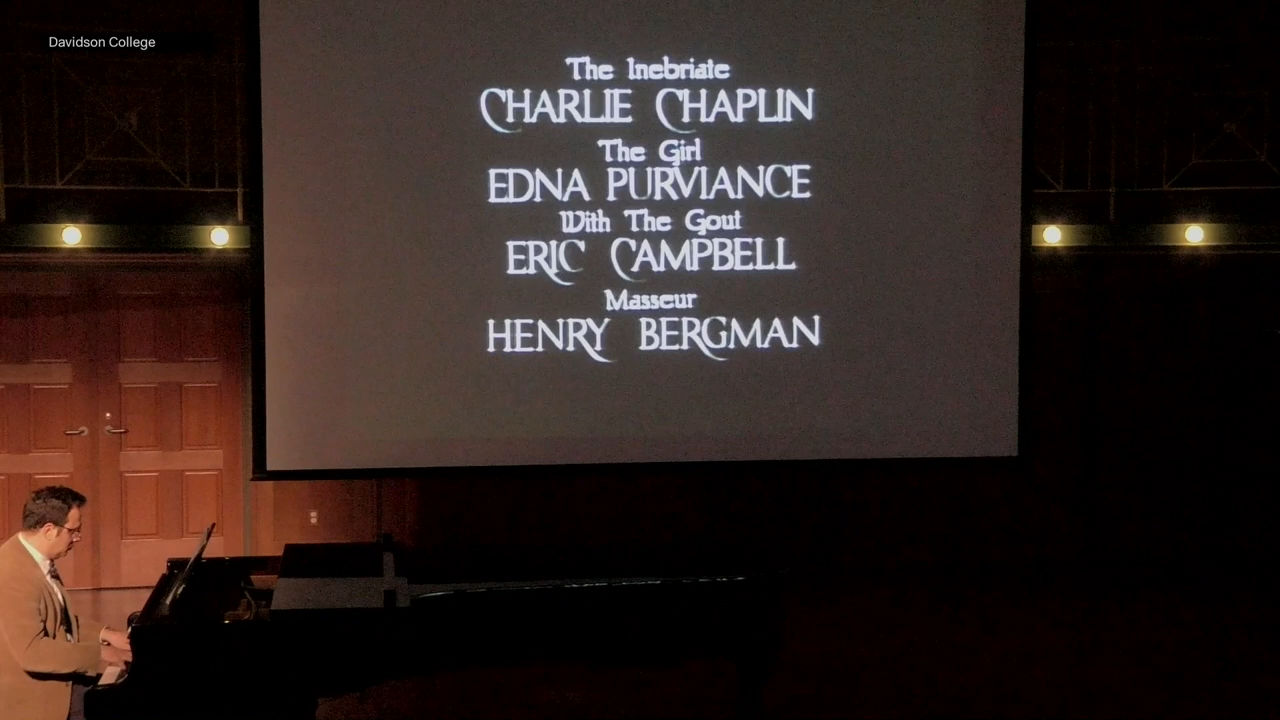 Davidson College
The Inebriate
CHARLIE CHAPLIN
The Girl
EDNA PURVIANCE
With The Gout
ERIC CAMPBELL
Masseur
HENRY BERGMAN